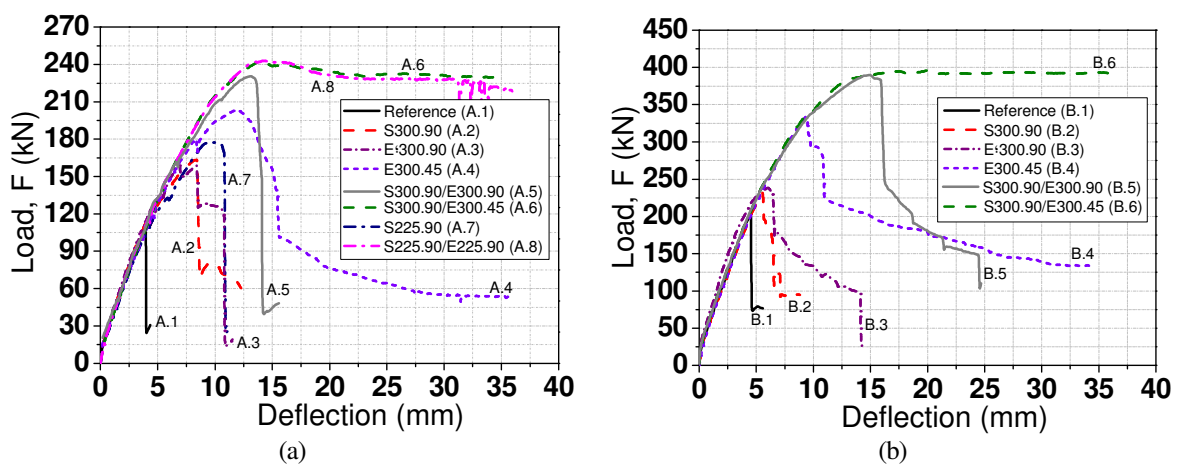 270
240
210
180
150
120
90
60
30
0
Load, F (kN)
A.6
A.8
Reference (A.1)
S300.90 (A.2)
E300.90 (A.3)
E300.45 (A.4)
S300.90/E300.90 (A.5)
S300.90/E300.45 (A.6)
S225.90 (A.7)
S225.90/E225.90 (A.8)
A.7
A.2
A.5
A.4
A.1
A.3
0 5 10 15 20 25 30 35 40
Deflection (mm)
(a)
450
400
350
300
250
200
150
100
50
0
Load, F (kN)
B.6
Reference (B.1)
S300.90 (B.2)
E300.90 (B.3)
E300.45 (B.4)
S300.90/E300.90 (B.5)
S300.90/E300.45 (B.6)
B.4
B.5
B.1
B.2
B.3
0 5 10 15 20 25 30 35 40
Deflection (mm)
(b)